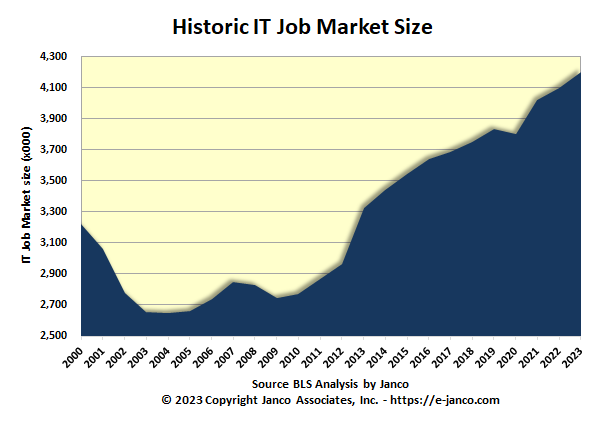 Historic IT Job Market Size
IT Job Market size (x000)
4,300
4,100
3,900
3,700
3,500
3,300
3,100
2,900
2,700
2,500
2000 2001 2002 2003 2004 2005 2006 2007 2008 2009 2010 2011 2012 2013 2014 2015 2016 2017 2018 2019 2020 2021 2022 2023
Source BLS Analysis by Janco
© 2023 Copyright Janco Associates, Inc. - https://e-janco.com